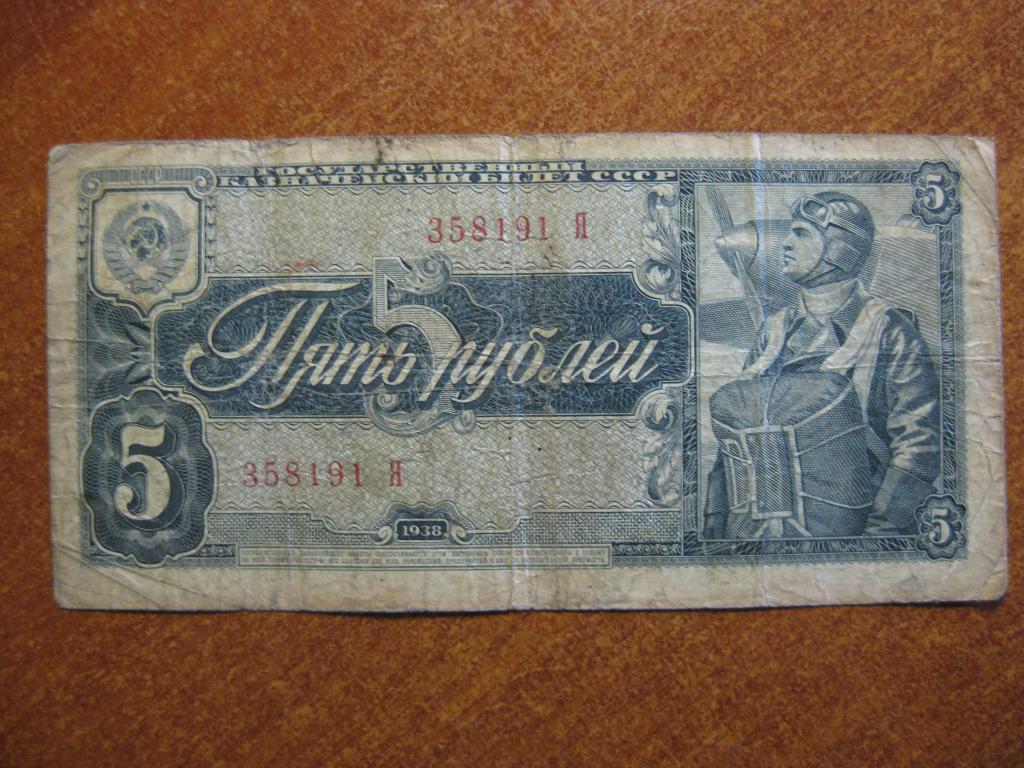 СССР
ГОСУДАРСТВЕННЫЙ
КАЗНАЧЕЙСКИЙ БИЛЕТ СССР
5
358191 Я
5
Пять рублей
5
358191 Я
1938
5